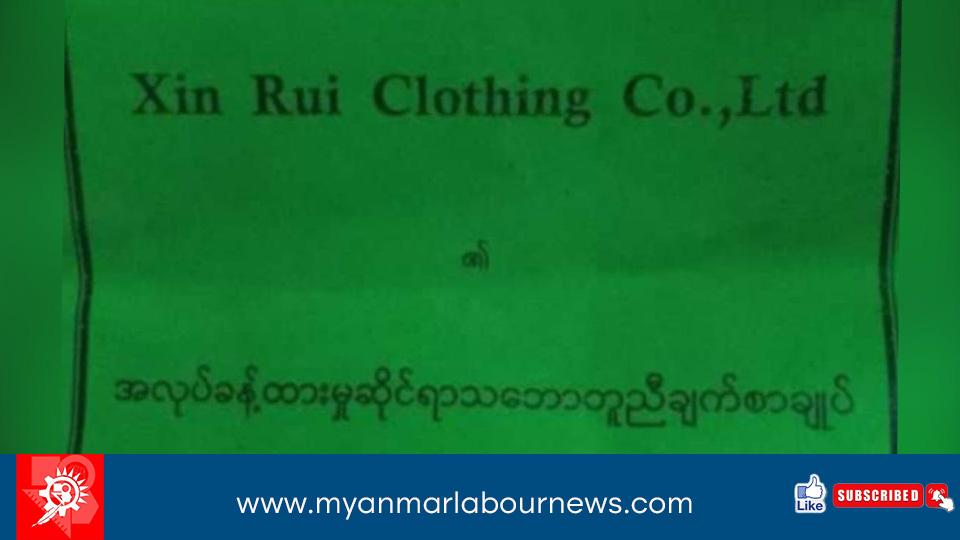 Xin Rui Clothing Co.,Ltd
၏
အလုပ်ခန့်ထားမှုဆိုင်ရာသဘောတူညီချက်စာချုပ်
www.myanmarlabournews.com
Like
SUBSCRIBED